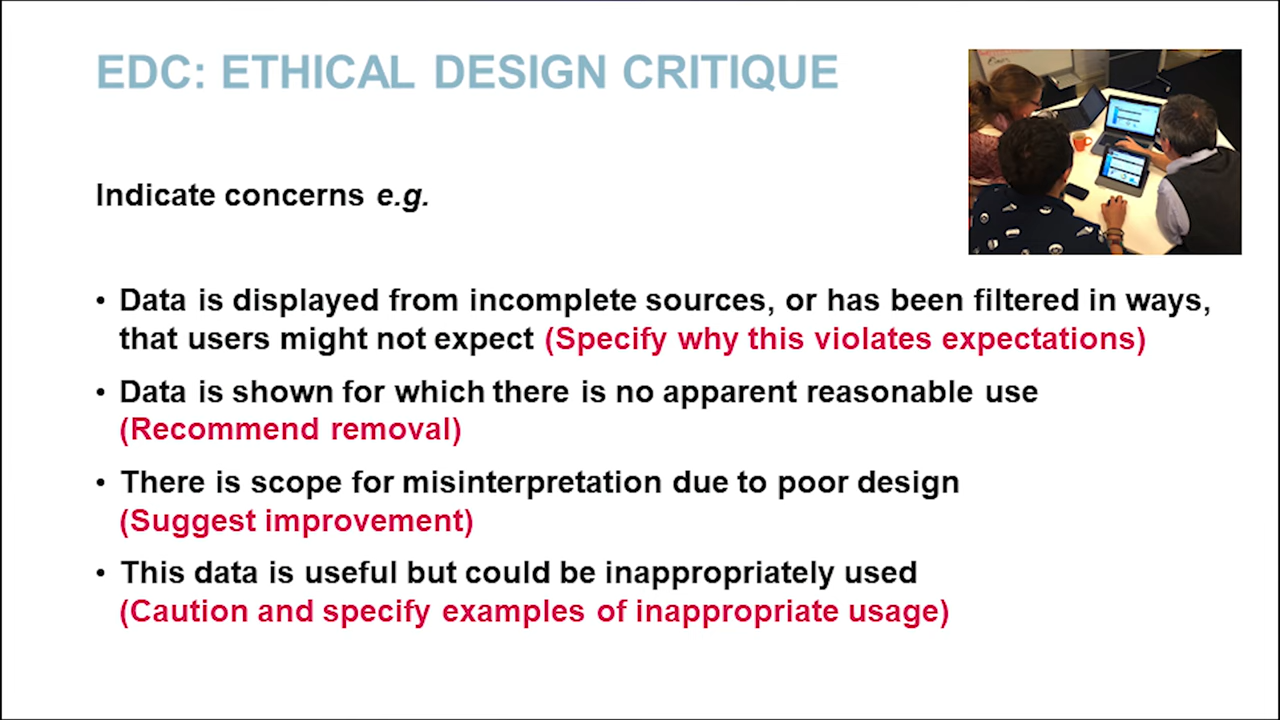 EDC: ETHICAL DESIGN CRITIQUE
Indicate concerns e.g.
• Data is displayed from incomplete sources, or has been filtered in ways,
that users might not expect (Specify why this violates expectations)
• Data is shown for which there is no apparent reasonable use
(Recommend removal)
• There is scope for misinterpretation due to poor design
(Suggest improvement)
• This data is useful but could be inappropriately used
(Caution and specify examples of inappropriate usage)